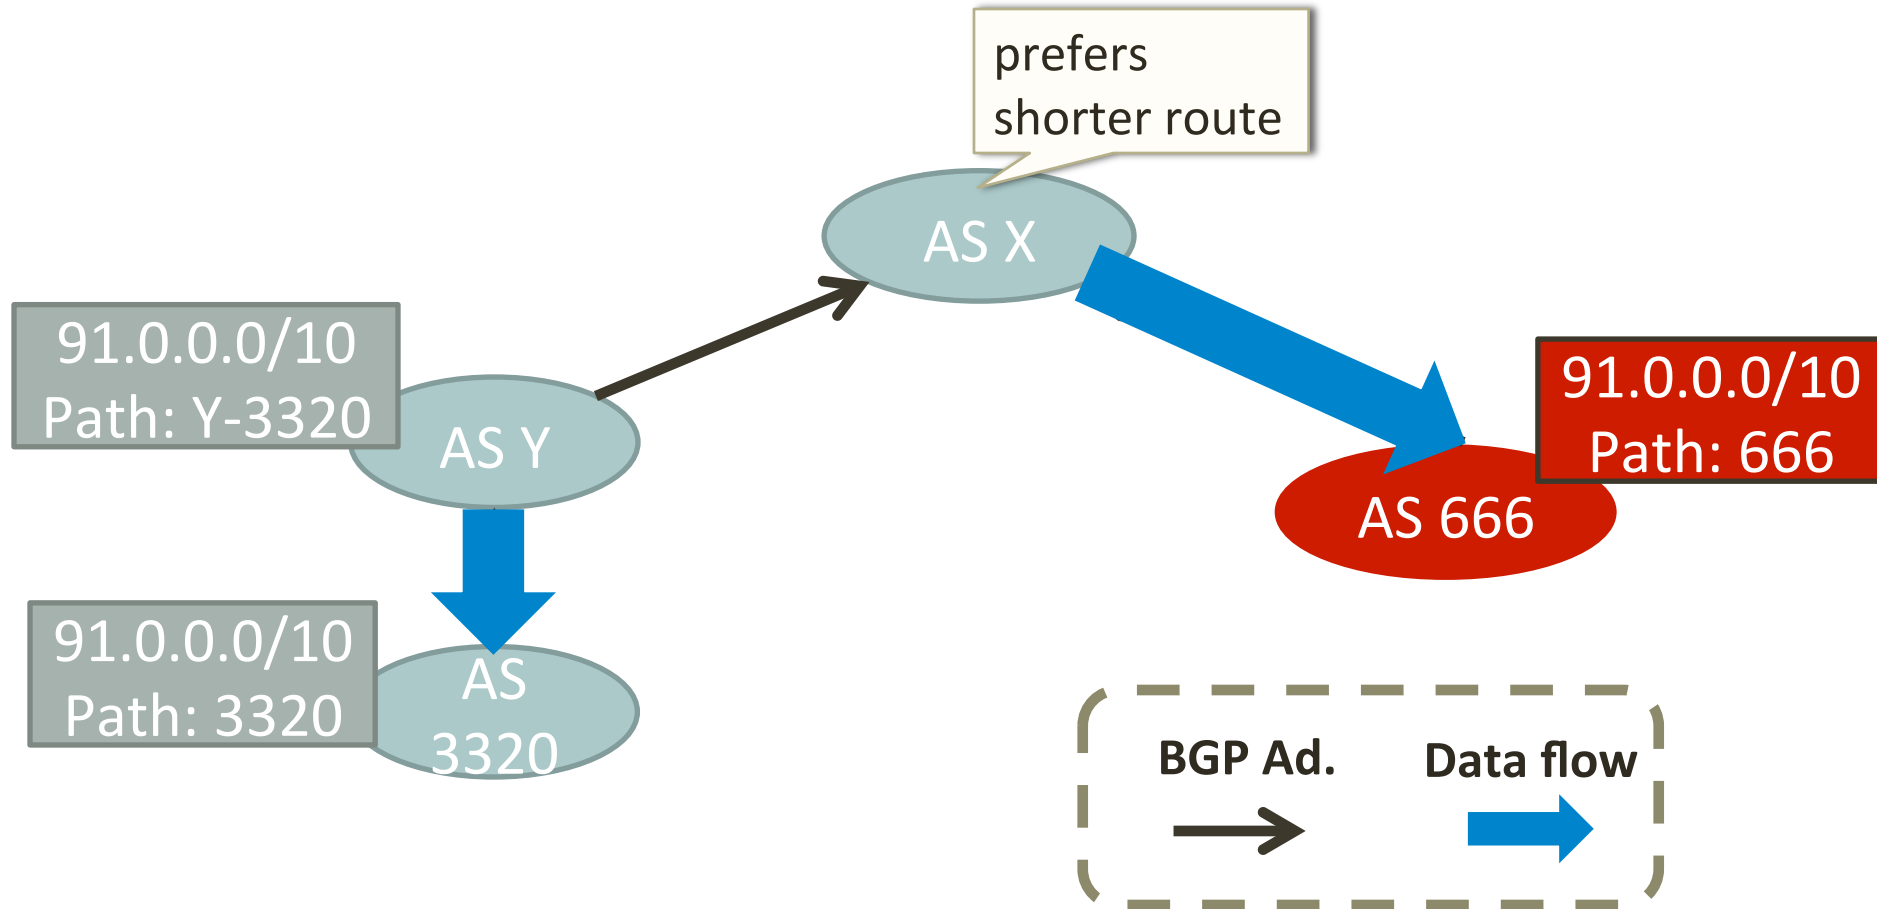 prefers
shorter route
AS X
91.0.0.0/10
Path: Y-3320
AS Y
91.0.0.0/10
Path: 666
AS 666
91.0.0.0/10
Path: 3320
AS
3320
BGP Ad.
Data flow